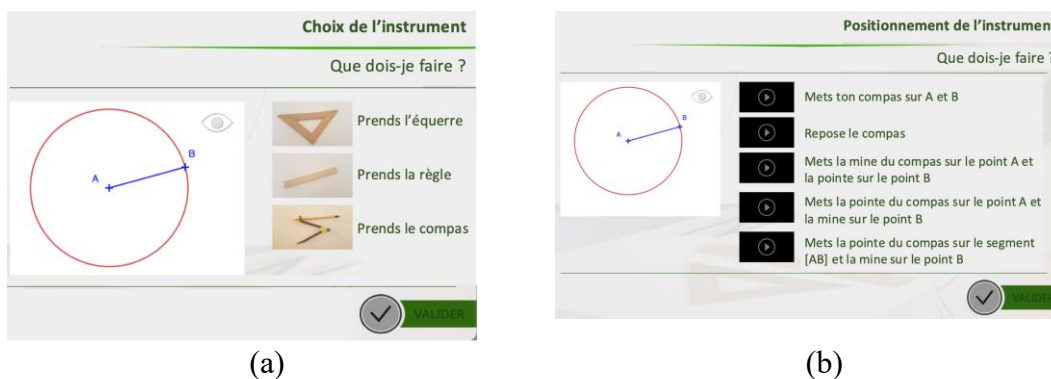 Choix de l'instrument
Que dois-je faire ?
A
B
Prends l'équerre
Prends la règle
Prends le compas
VALIDER
(a)
Positionnement de l'instrumen
Que dois-je faire ?
A
B
Mets ton compas sur A et B
Repose le compas
Mets la mine du compas sur le point A et
la pointe sur le point B
Mets la pointe du compas sur le point A et
la mine sur le point B
Mets la pointe du compas sur le segment
[AB] et la mine sur le point B
VALIDER
(b)